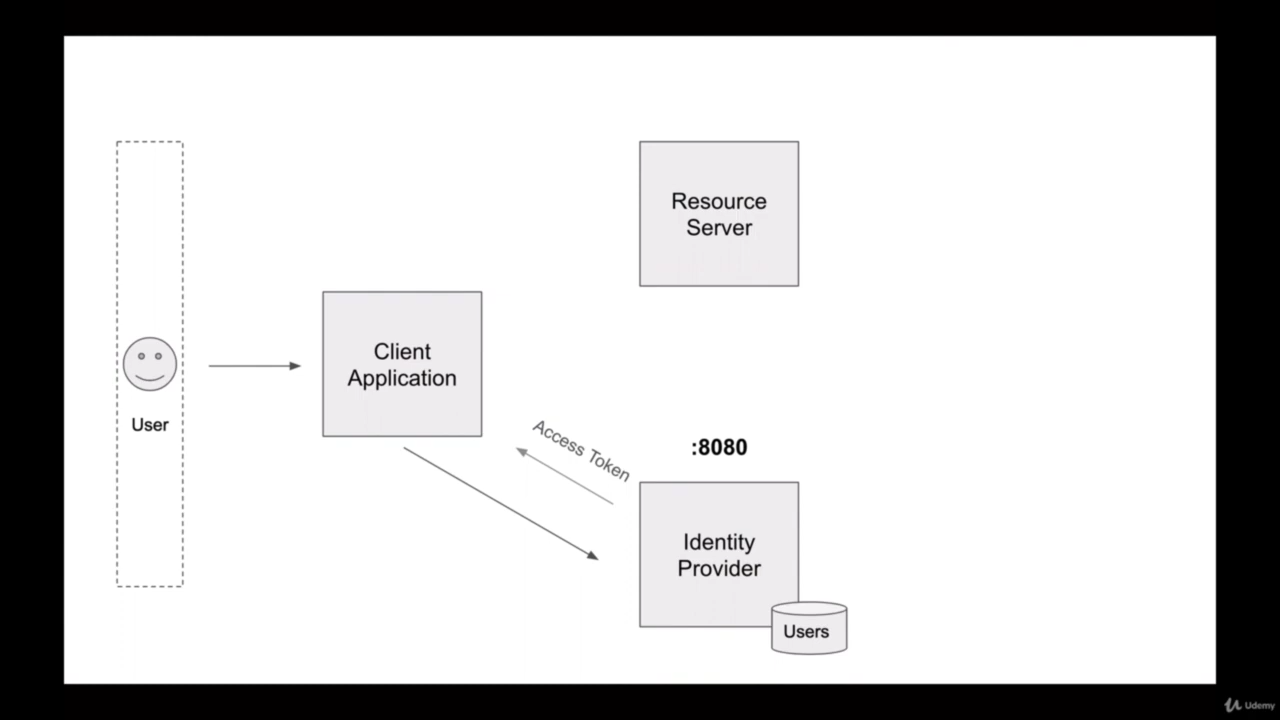 Resource
Server
Client
Application
User
Access Token
:8080
Identity
Provider
Users
Udemy